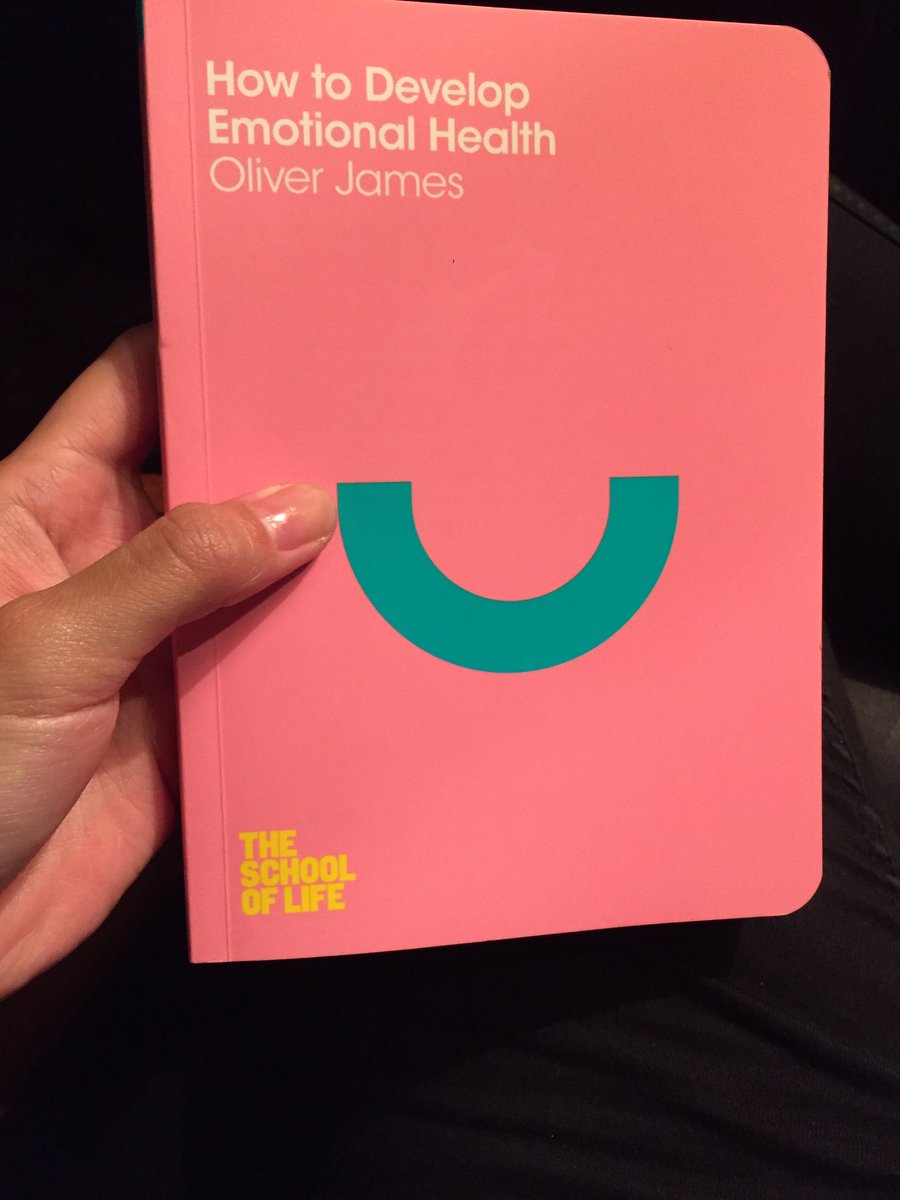 How to Develop
Emotional Health
Oliver James
THE
SCHOOL
OF LIFE